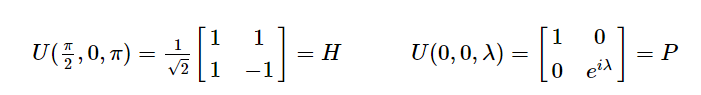 U(π/2, 0, π) = 1/√2 [1 1; 1 −1] = H U(0, 0, λ) = [1 0; 0 e^{iλ}] = P